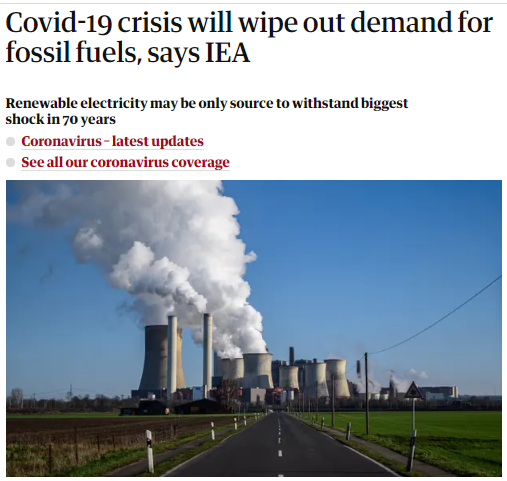 Covid-19 crisis will wipe out demand for
fossil fuels, says IEA
Renewable electricity may be only source to withstand biggest
shock in 70 years
Coronavirus – latest updates
See all our coronavirus coverage